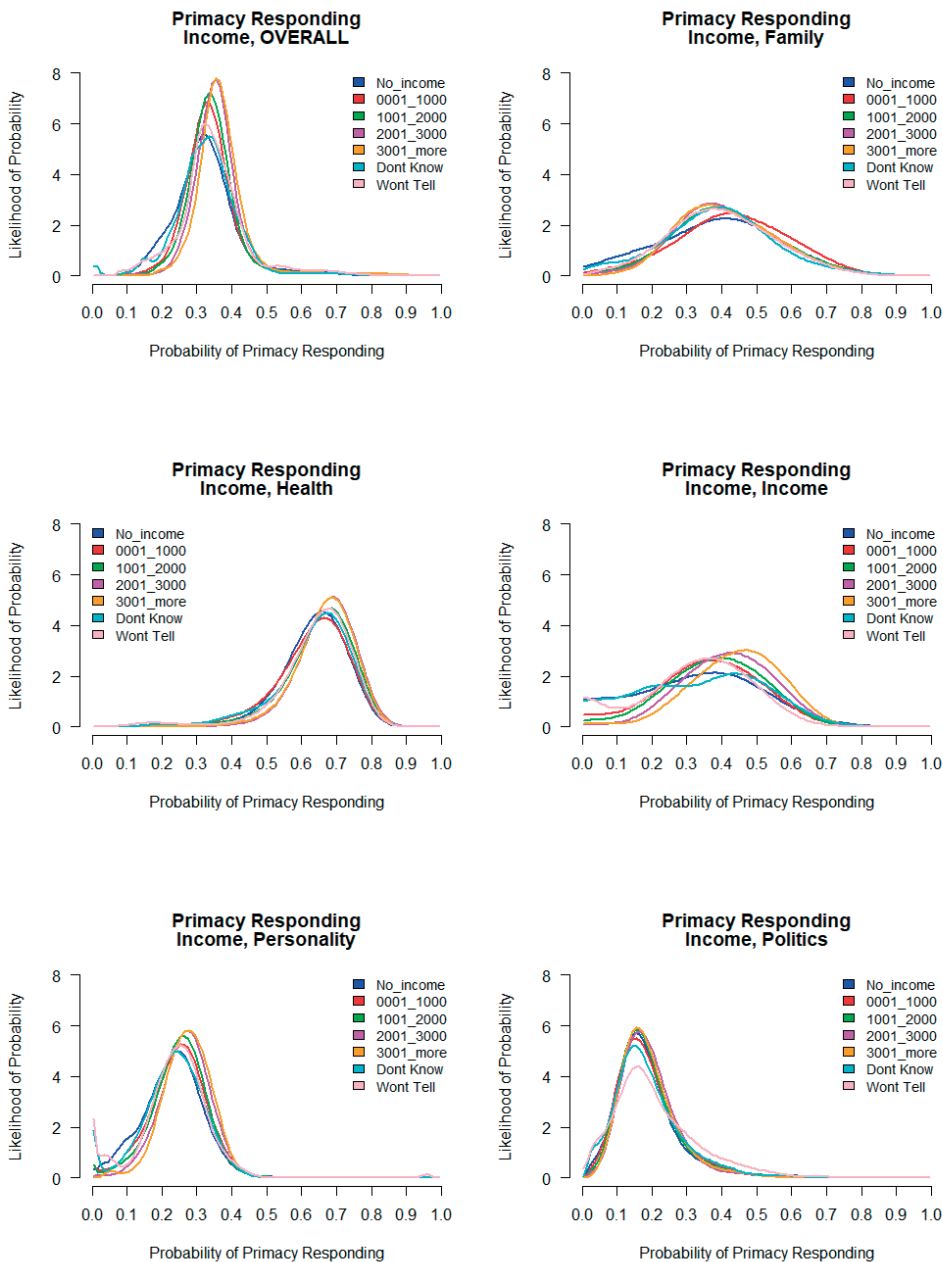 Primacy Responding
Income, OVERALL
Likelihood of Probability
8
6
4
2
0
No_income
0001_1000
1001_2000
2001_3000
3001_more
Dont Know
Wont Tell
0.0 0.1 0.2 0.3 0.4 0.5 0.6 0.7 0.8 0.9 1.0
Probability of Primacy Responding
Primacy Responding
Income, Family
Likelihood of Probability
8
6
4
2
0
No_income
0001_1000
1001_2000
2001_3000
3001_more
Dont Know
Wont Tell
0.0 0.1 0.2 0.3 0.4 0.5 0.6 0.7 0.8 0.9 1.0
Probability of Primacy Responding
Primacy Responding
Income, Health
Likelihood of Probability
8
6
4
2
0
No_income
0001_1000
1001_2000
2001_3000
3001_more
Dont Know
Wont Tell
0.0 0.1 0.2 0.3 0.4 0.5 0.6 0.7 0.8 0.9 1.0
Probability of Primacy Responding
Primacy Responding
Income, Income
Likelihood of Probability
8
6
4
2
0
No_income
0001_1000
1001_2000
2001_3000
3001_more
Dont Know
Wont Tell
0.0 0.1 0.2 0.3 0.4 0.5 0.6 0.7 0.8 0.9 1.0
Probability of Primacy Responding
Primacy Responding
Income, Personality
Likelihood of Probability
8
6
4
2
0
No_income
0001_1000
1001_2000
2001_3000
3001_more
Dont Know
Wont Tell
0.0 0.1 0.2 0.3 0.4 0.5 0.6 0.7 0.8 0.9 1.0
Probability of Primacy Responding
Primacy Responding
Income, Politics
Likelihood of Probability
8
6
4
2
0
No_income
0001_1000
1001_2000
2001_3000
3001_more
Dont Know
Wont Tell
0.0 0.1 0.2 0.3 0.4 0.5 0.6 0.7 0.8 0.9 1.0
Probability of Primacy Responding